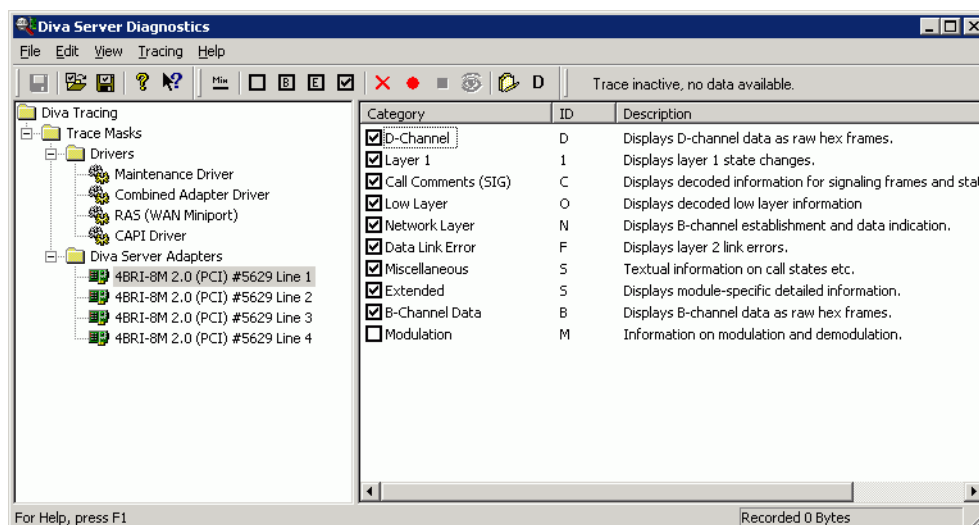 Diva Server Diagnostics
File Edit View Tracing Help
Min B E D Trace inactive, no data available.
Diva Tracing
Trace Masks
Drivers
Maintenance Driver
Combined Adapter Driver
RAS (WAN Miniport)
CAPI Driver
Diva Server Adapters
4BRI-8M 2.0 (PCI) #5629 Line 1
4BRI-8M 2.0 (PCI) #5629 Line 2
4BRI-8M 2.0 (PCI) #5629 Line 3
4BRI-8M 2.0 (PCI) #5629 Line 4
Category ID Description
D-Channel D Displays D-channel data as raw hex frames.
Layer 1 1 Displays layer 1 state changes.
Call Comments (SIG) C Displays decoded information for signaling frames and stat
Low Layer O Displays decoded low layer information
Network Layer N Displays B-channel establishment and data indication.
Data Link Error F Displays layer 2 link errors.
Miscellaneous S Textual information on call states etc.
Extended S Displays module-specific detailed information.
B-Channel Data B Displays B-channel data as raw hex frames.
Modulation M Information on modulation and demodulation.
For Help, press F1 Recorded 0 Bytes